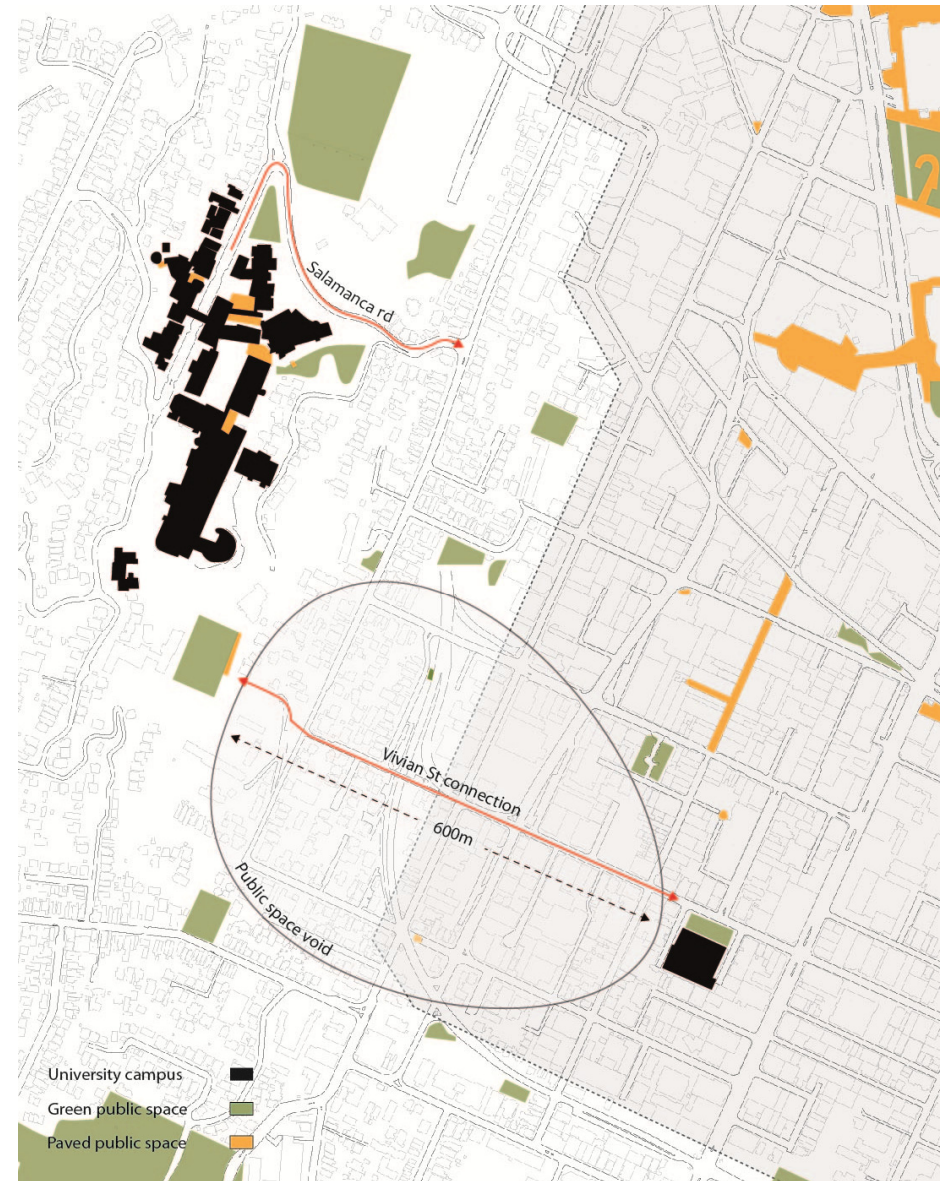 Salamanca rd
Vivian St connection
600m
Public space void
University campus
Green public space
Paved public space